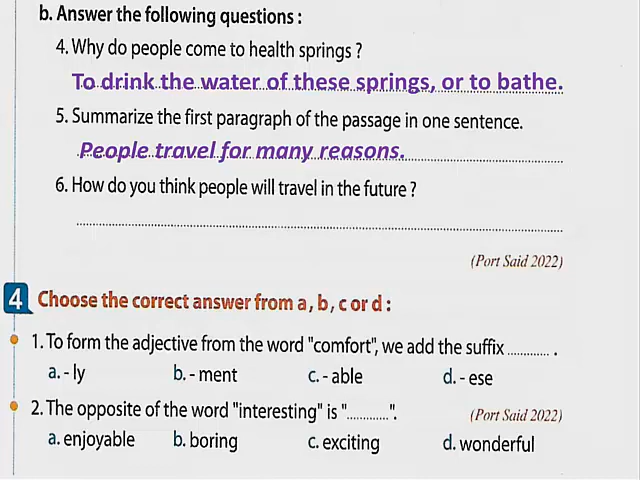 b. Answer the following questions :
4. Why do people come to health springs ?
To drink the water of these springs, or to bathe.
5. Summarize the first paragraph of the passage in one sentence.
People travel for many reasons.
6. How do you think people will travel in the future ?
(Port Said 2022)
4 Choose the correct answer from a, b, c or d :
1. To form the adjective from the word "comfort", we add the suffix ............ .
a. - ly b. - ment c. - able d. - ese
2. The opposite of the word "interesting" is "............". (Port Said 2022)
a. enjoyable b. boring c. exciting d. wonderful